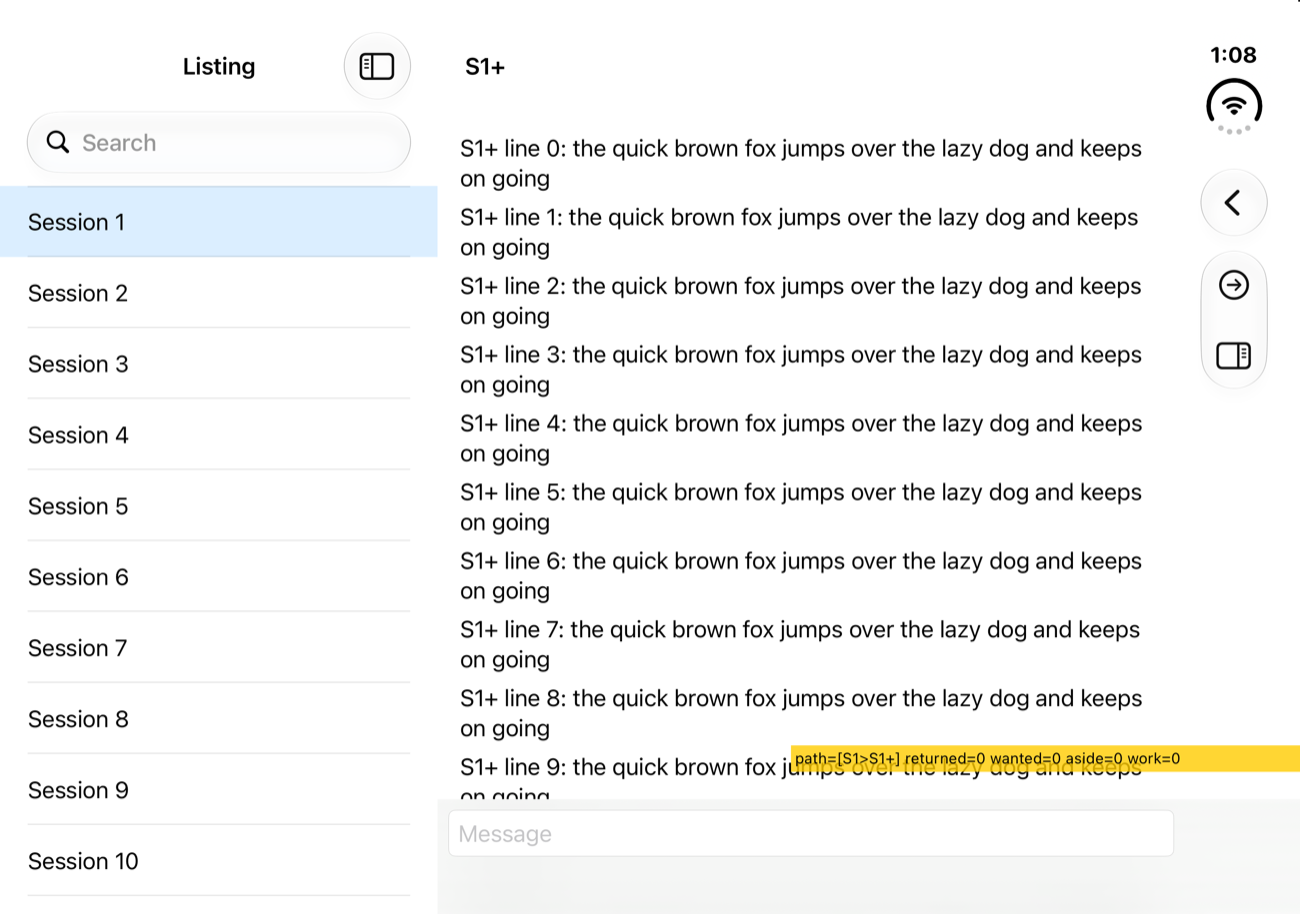 Listing
Search
Session 1
Session 2
Session 3
Session 4
Session 5
Session 6
Session 7
Session 8
Session 9
Session 10
S1+
1:08
S1+ line 0: the quick brown fox jumps over the lazy dog and keeps
on going
S1+ line 1: the quick brown fox jumps over the lazy dog and keeps
on going
S1+ line 2: the quick brown fox jumps over the lazy dog and keeps
on going
S1+ line 3: the quick brown fox jumps over the lazy dog and keeps
on going
S1+ line 4: the quick brown fox jumps over the lazy dog and keeps
on going
S1+ line 5: the quick brown fox jumps over the lazy dog and keeps
on going
S1+ line 6: the quick brown fox jumps over the lazy dog and keeps
on going
S1+ line 7: the quick brown fox jumps over the lazy dog and keeps
on going
S1+ line 8: the quick brown fox jumps over the lazy dog and keeps
on going
path=[S1>S1+] returned=0 wanted=0 aside=0 work=0
S1+ line 9: the quick brown fox jumps over the lazy dog and keeps
on going
Message